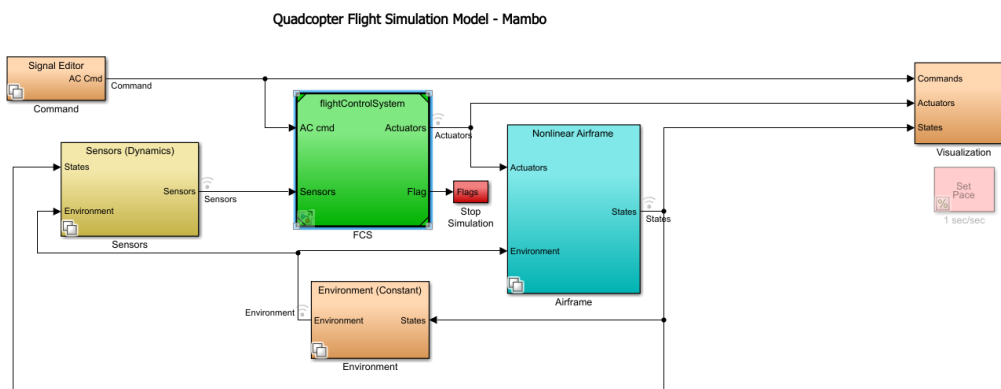 Quadcopter Flight Simulation Model - Mambo
Signal Editor
AC Cmd
Command
Command
flightControlSystem
AC cmd
Actuators
Sensors
Flag
FCS
Actuators
Flags
Stop
Simulation
Sensors (Dynamics)
States
Sensors
Environment
Sensors
Sensors
Nonlinear Airframe
Actuators
States
Environment
Airframe
States
Commands
Actuators
States
Visualization
Set
Pace
1 sec/sec
Environment (Constant)
Environment
Environment
States
Environment